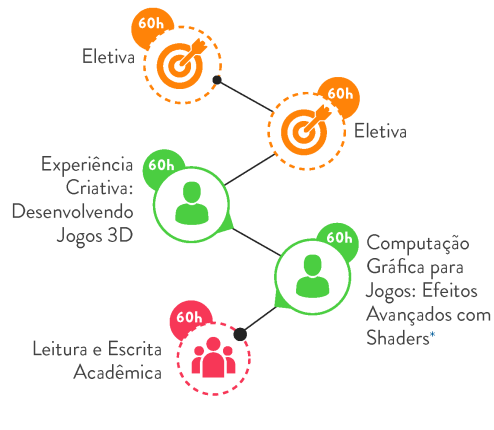 60h
Eletiva
60h
Eletiva
60h
Experiência
Criativa:
Desenvolvendo
Jogos 3D
60h
Computação
Gráfica para
Jogos: Efeitos
Avançados com
Shaders*
60h
Leitura e Escrita
Acadêmica